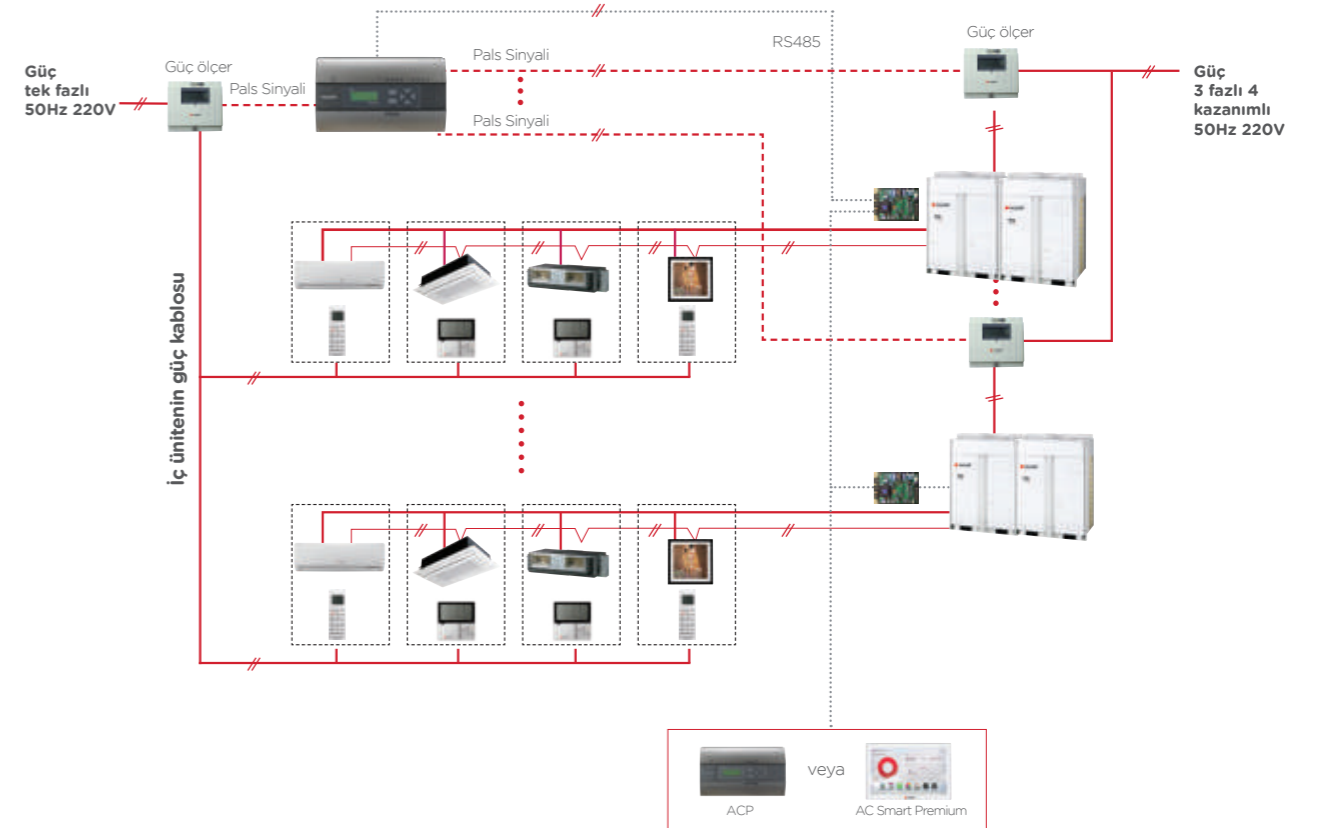 Güç
tek fazlı
50Hz 220V
Güç ölçer
Pals Sinyali
Pals Sinyali
Pals Sinyali
RS485
Güç ölçer
Güç
3 fazlı 4
kazanımlı
50Hz 220V
İç ünitenin güç kablosu
ACP
veya
AC Smart Premium